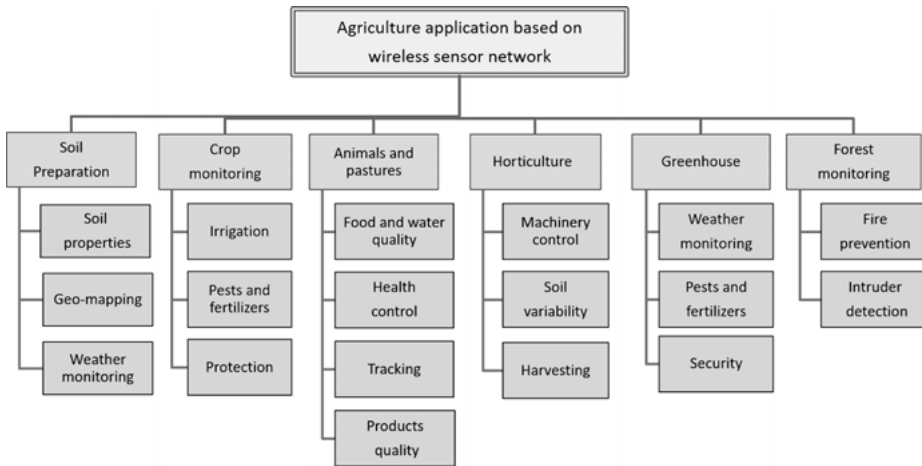 Agriculture application based on
wireless sensor network
Soil
Preparation
Crop
monitoring
Animals and
pastures
Horticulture
Greenhouse
Forest
monitoring
Soil
properties
Geo-mapping
Weather
monitoring
Irrigation
Pests and
fertilizers
Protection
Food and water
quality
Health
control
Tracking
Products
quality
Machinery
control
Soil
variability
Harvesting
Weather
monitoring
Pests and
fertilizers
Security
Fire
prevention
Intruder
detection